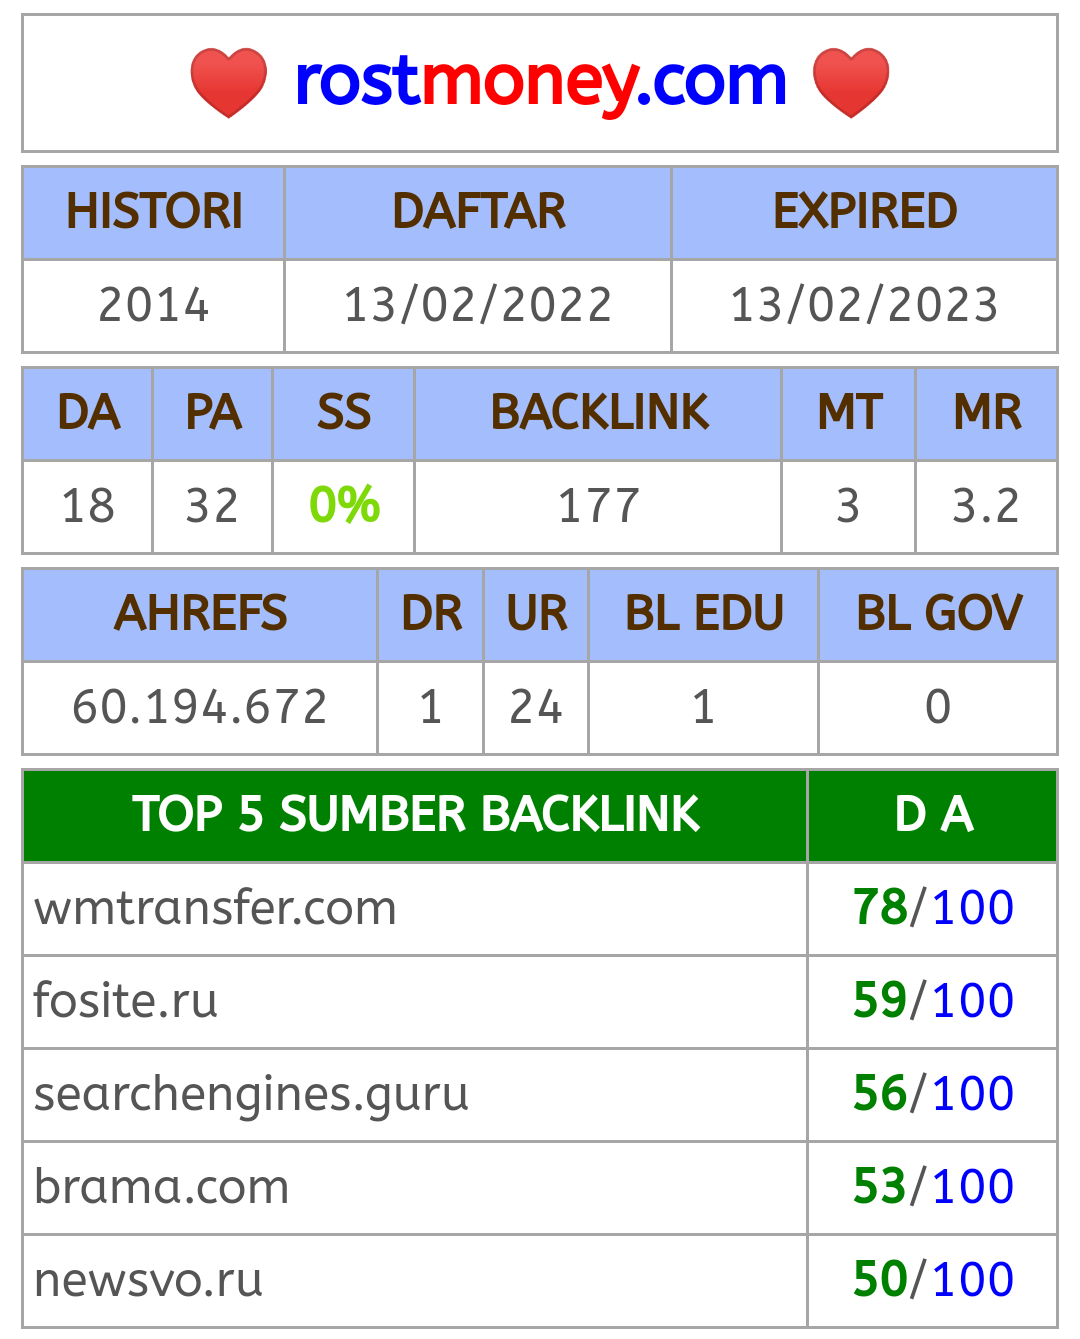 rostmoney.com
HISTORI DAFTAR EXPIRED
2014 13/02/2022 13/02/2023
DA PA SS BACKLINK MT MR
18 32 0% 177 3 3.2
AHREFS DR UR BL EDU BL GOV
60.194.672 1 24 1 0
TOP 5 SUMBER BACKLINK D A
wmtransfer.com 78/100
fosite.ru 59/100
searchengines.guru 56/100
brama.com 53/100
newsvo.ru 50/100